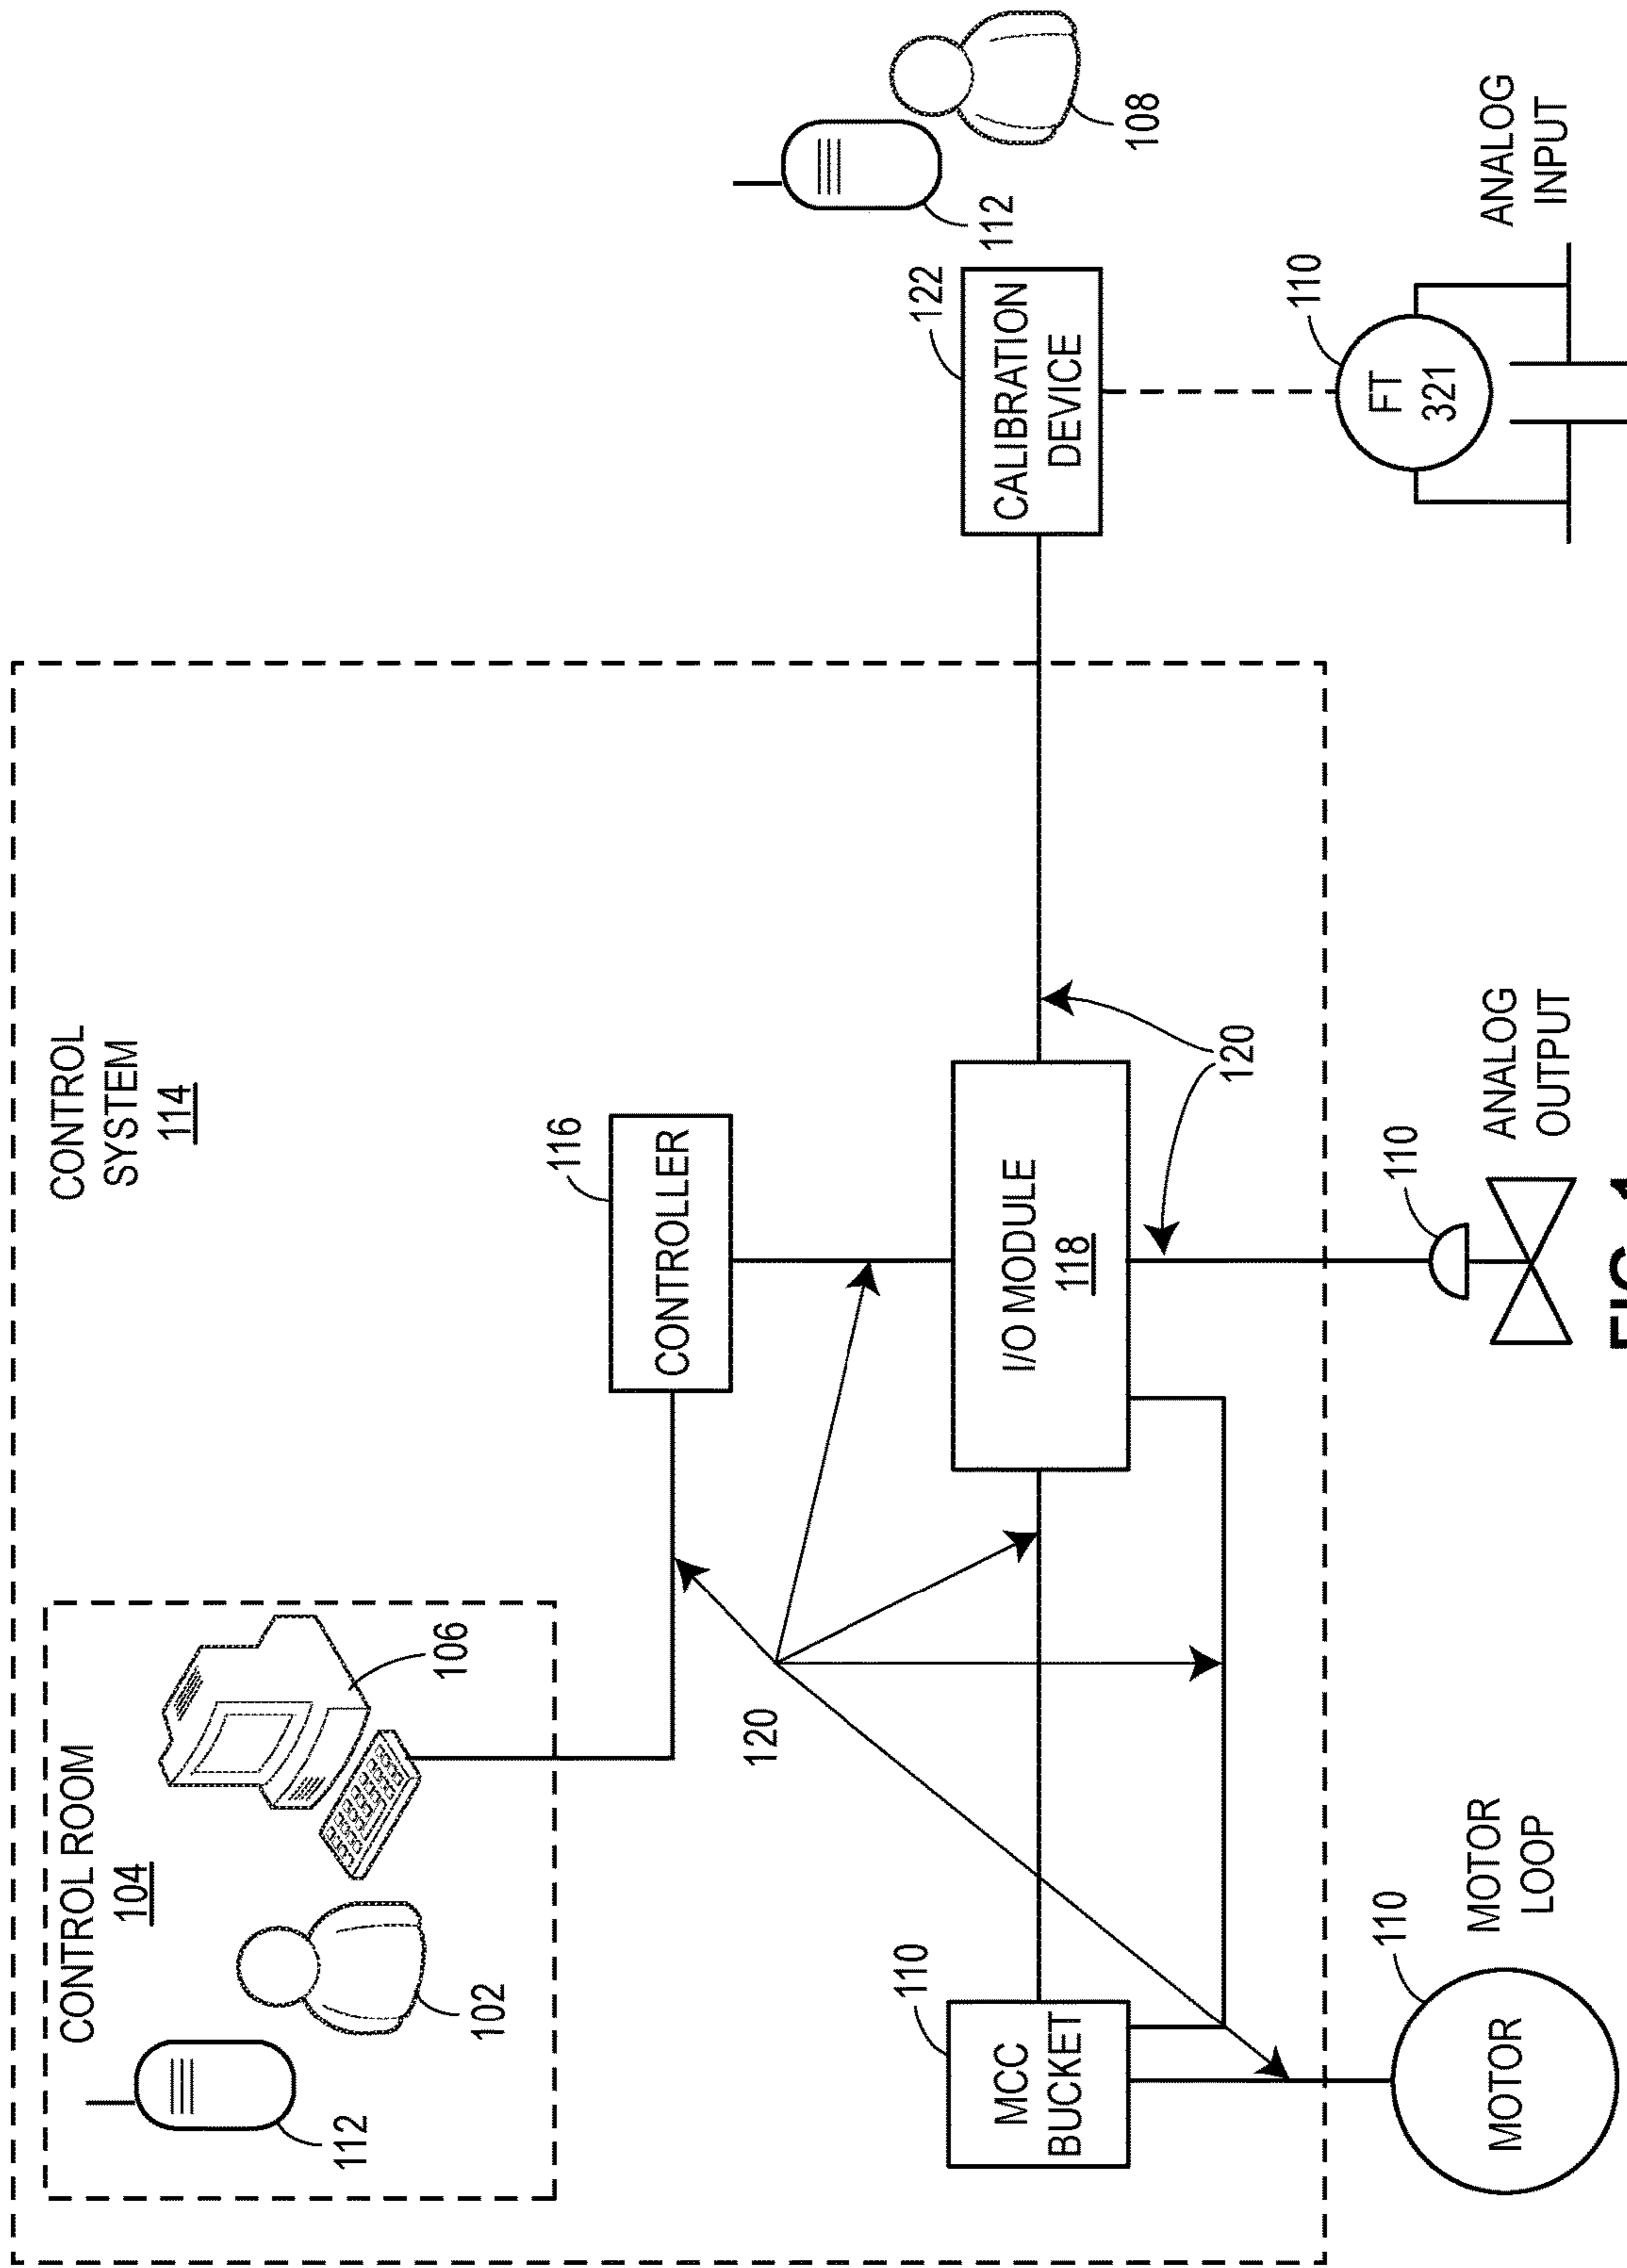 CONTROL
SYSTEM
114
CONTROL ROOM
104
112
102
106
116
CONTROLLER
120
110
MCC
BUCKET
I/O MODULE
118
120
122
CALIBRATION
DEVICE
112
108
110
MOTOR
MOTOR
LOOP
110
ANALOG
OUTPUT
110
FT
321
ANALOG
INPUT